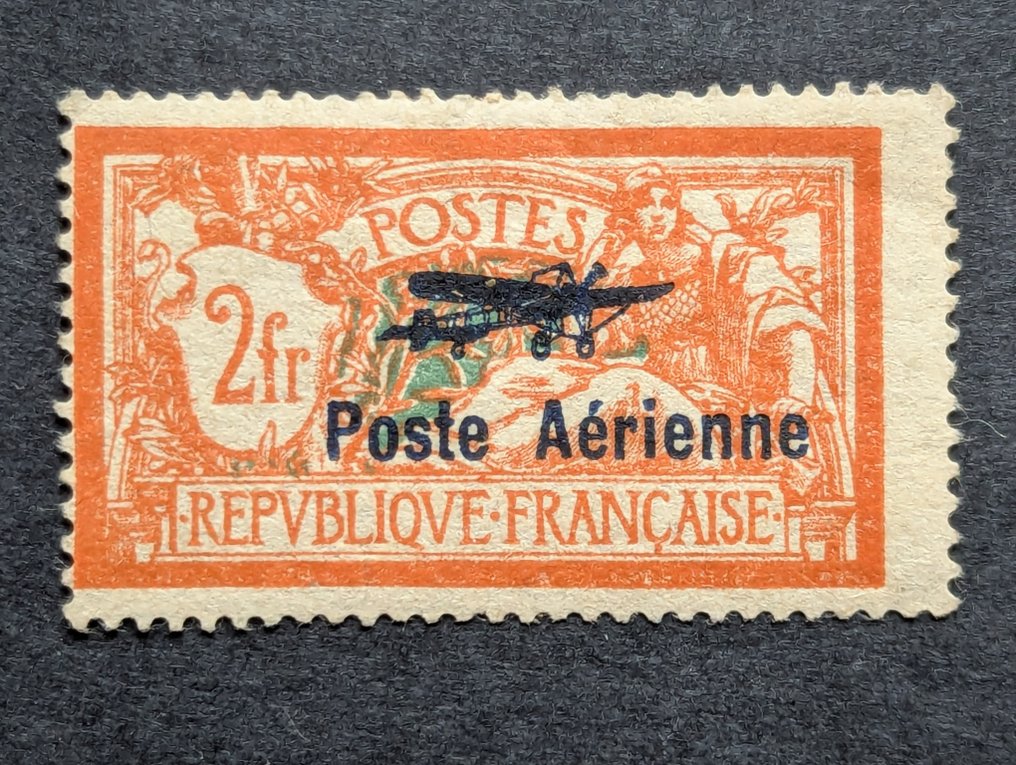 POSTES
2fr
Poste Aérienne
·REPVBLIQVE·FRANÇAISE·